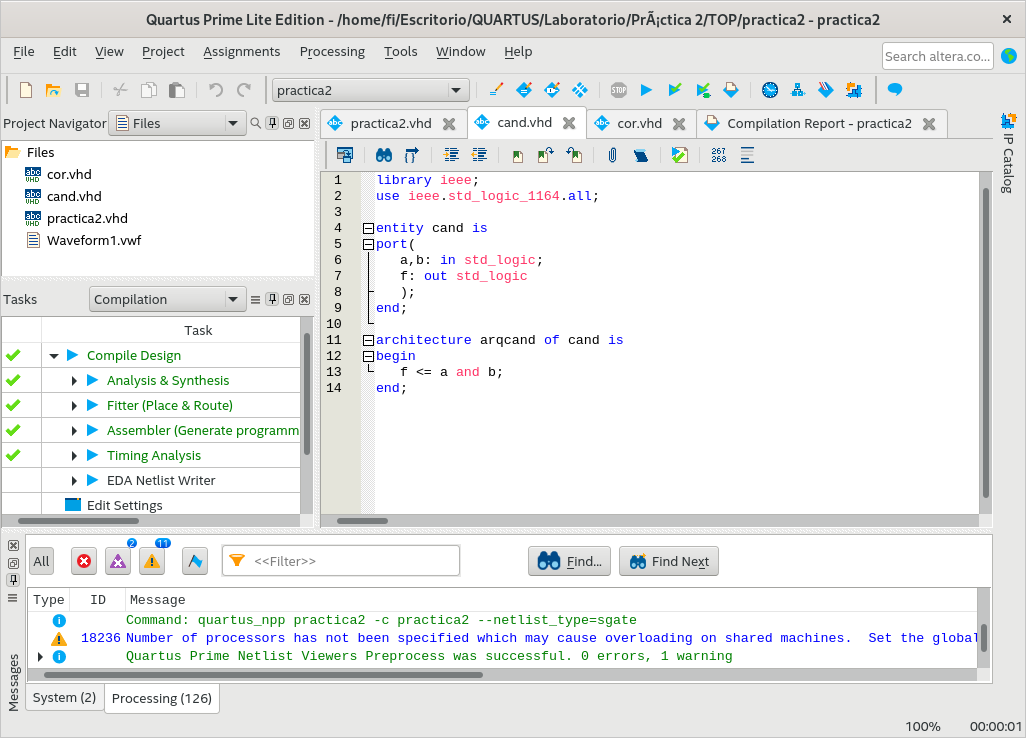 Quartus Prime Lite Edition - /home/fi/Escritorio/QUARTUS/Laboratorio/PrÃ¡ctica 2/TOP/practica2 - practica2
File Edit View Project Assignments Processing Tools Window Help
Search altera.co...
practica2
STOP
Project Navigator Files
practica2.vhd cand.vhd cor.vhd Compilation Report - practica2
IP Catalog
Files
cor.vhd
cand.vhd
practica2.vhd
Waveform1.vwf
267
268
1 library ieee;
2 use ieee.std_logic_1164.all;
3
4 entity cand is
5 port(
6 a,b: in std_logic;
7 f: out std_logic
8 );
9 end;
10
11 architecture arqcand of cand is
12 begin
13 f <= a and b;
14 end;
Tasks Compilation
Task
Compile Design
Analysis & Synthesis
Fitter (Place & Route)
Assembler (Generate programm
Timing Analysis
EDA Netlist Writer
Edit Settings
All 2 11 <<Filter>> Find... Find Next
Type ID Message
Command: quartus_npp practica2 -c practica2 --netlist_type=sgate
18236 Number of processors has not been specified which may cause overloading on shared machines. Set the global
Quartus Prime Netlist Viewers Preprocess was successful. 0 errors, 1 warning
Messages
System (2) Processing (126)
100% 00:00:01